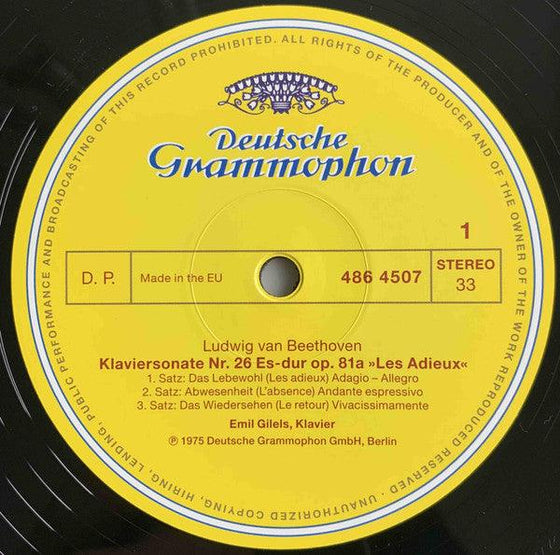 ALL RIGHTS OF THE PRODUCER AND OF THE OWNER OF THE WORK REPRODUCED RESERVED · UNAUTHORIZED COPYING, HIRING, LENDING, PUBLIC PERFORMANCE AND BROADCASTING OF THIS RECORD PROHIBITED.
Deutsche
Grammophon
1
D. P.
Made in the EU
486 4507
STEREO
33
Ludwig van Beethoven
Klaviersonate Nr. 26 Es-dur op. 81a »Les Adieux«
1. Satz: Das Lebewohl (Les adieux) Adagio – Allegro
2. Satz: Abwesenheit (L'absence) Andante espressivo
3. Satz: Das Wiedersehen (Le retour) Vivacissimamente
Emil Gilels, Klavier
℗ 1975 Deutsche Grammophon GmbH, Berlin